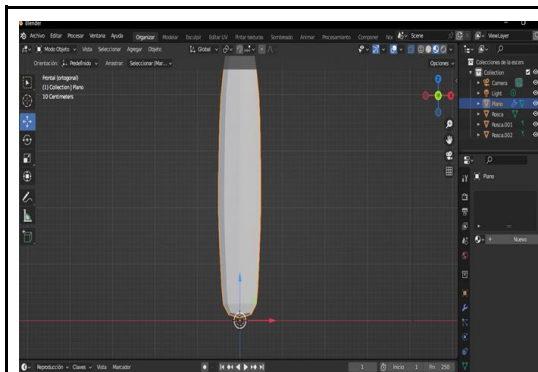 Blender
Archivo Editar Procesar Ventana Ayuda Organizar Modelar Esculpir Editar UV Pintar texturas Sombreado Animar Procesamiento Componer No Scene ViewLayer
Modo Objeto Vista Seleccionar Agregar Objeto Global
Orientación: Predefinido Arrastrar: Seleccionar (Mar... Opciones
Frontal (ortogonal)
(1) Collection | Plano
10 Centimeters
Colecciones de la escena
Collection
Camera
Light
Plano
Rosca
Rosca.001
Rosca.002
Plano
Nuevo
Reproducción Claves Vista Marcador 1 Inicio 1 Fin 250